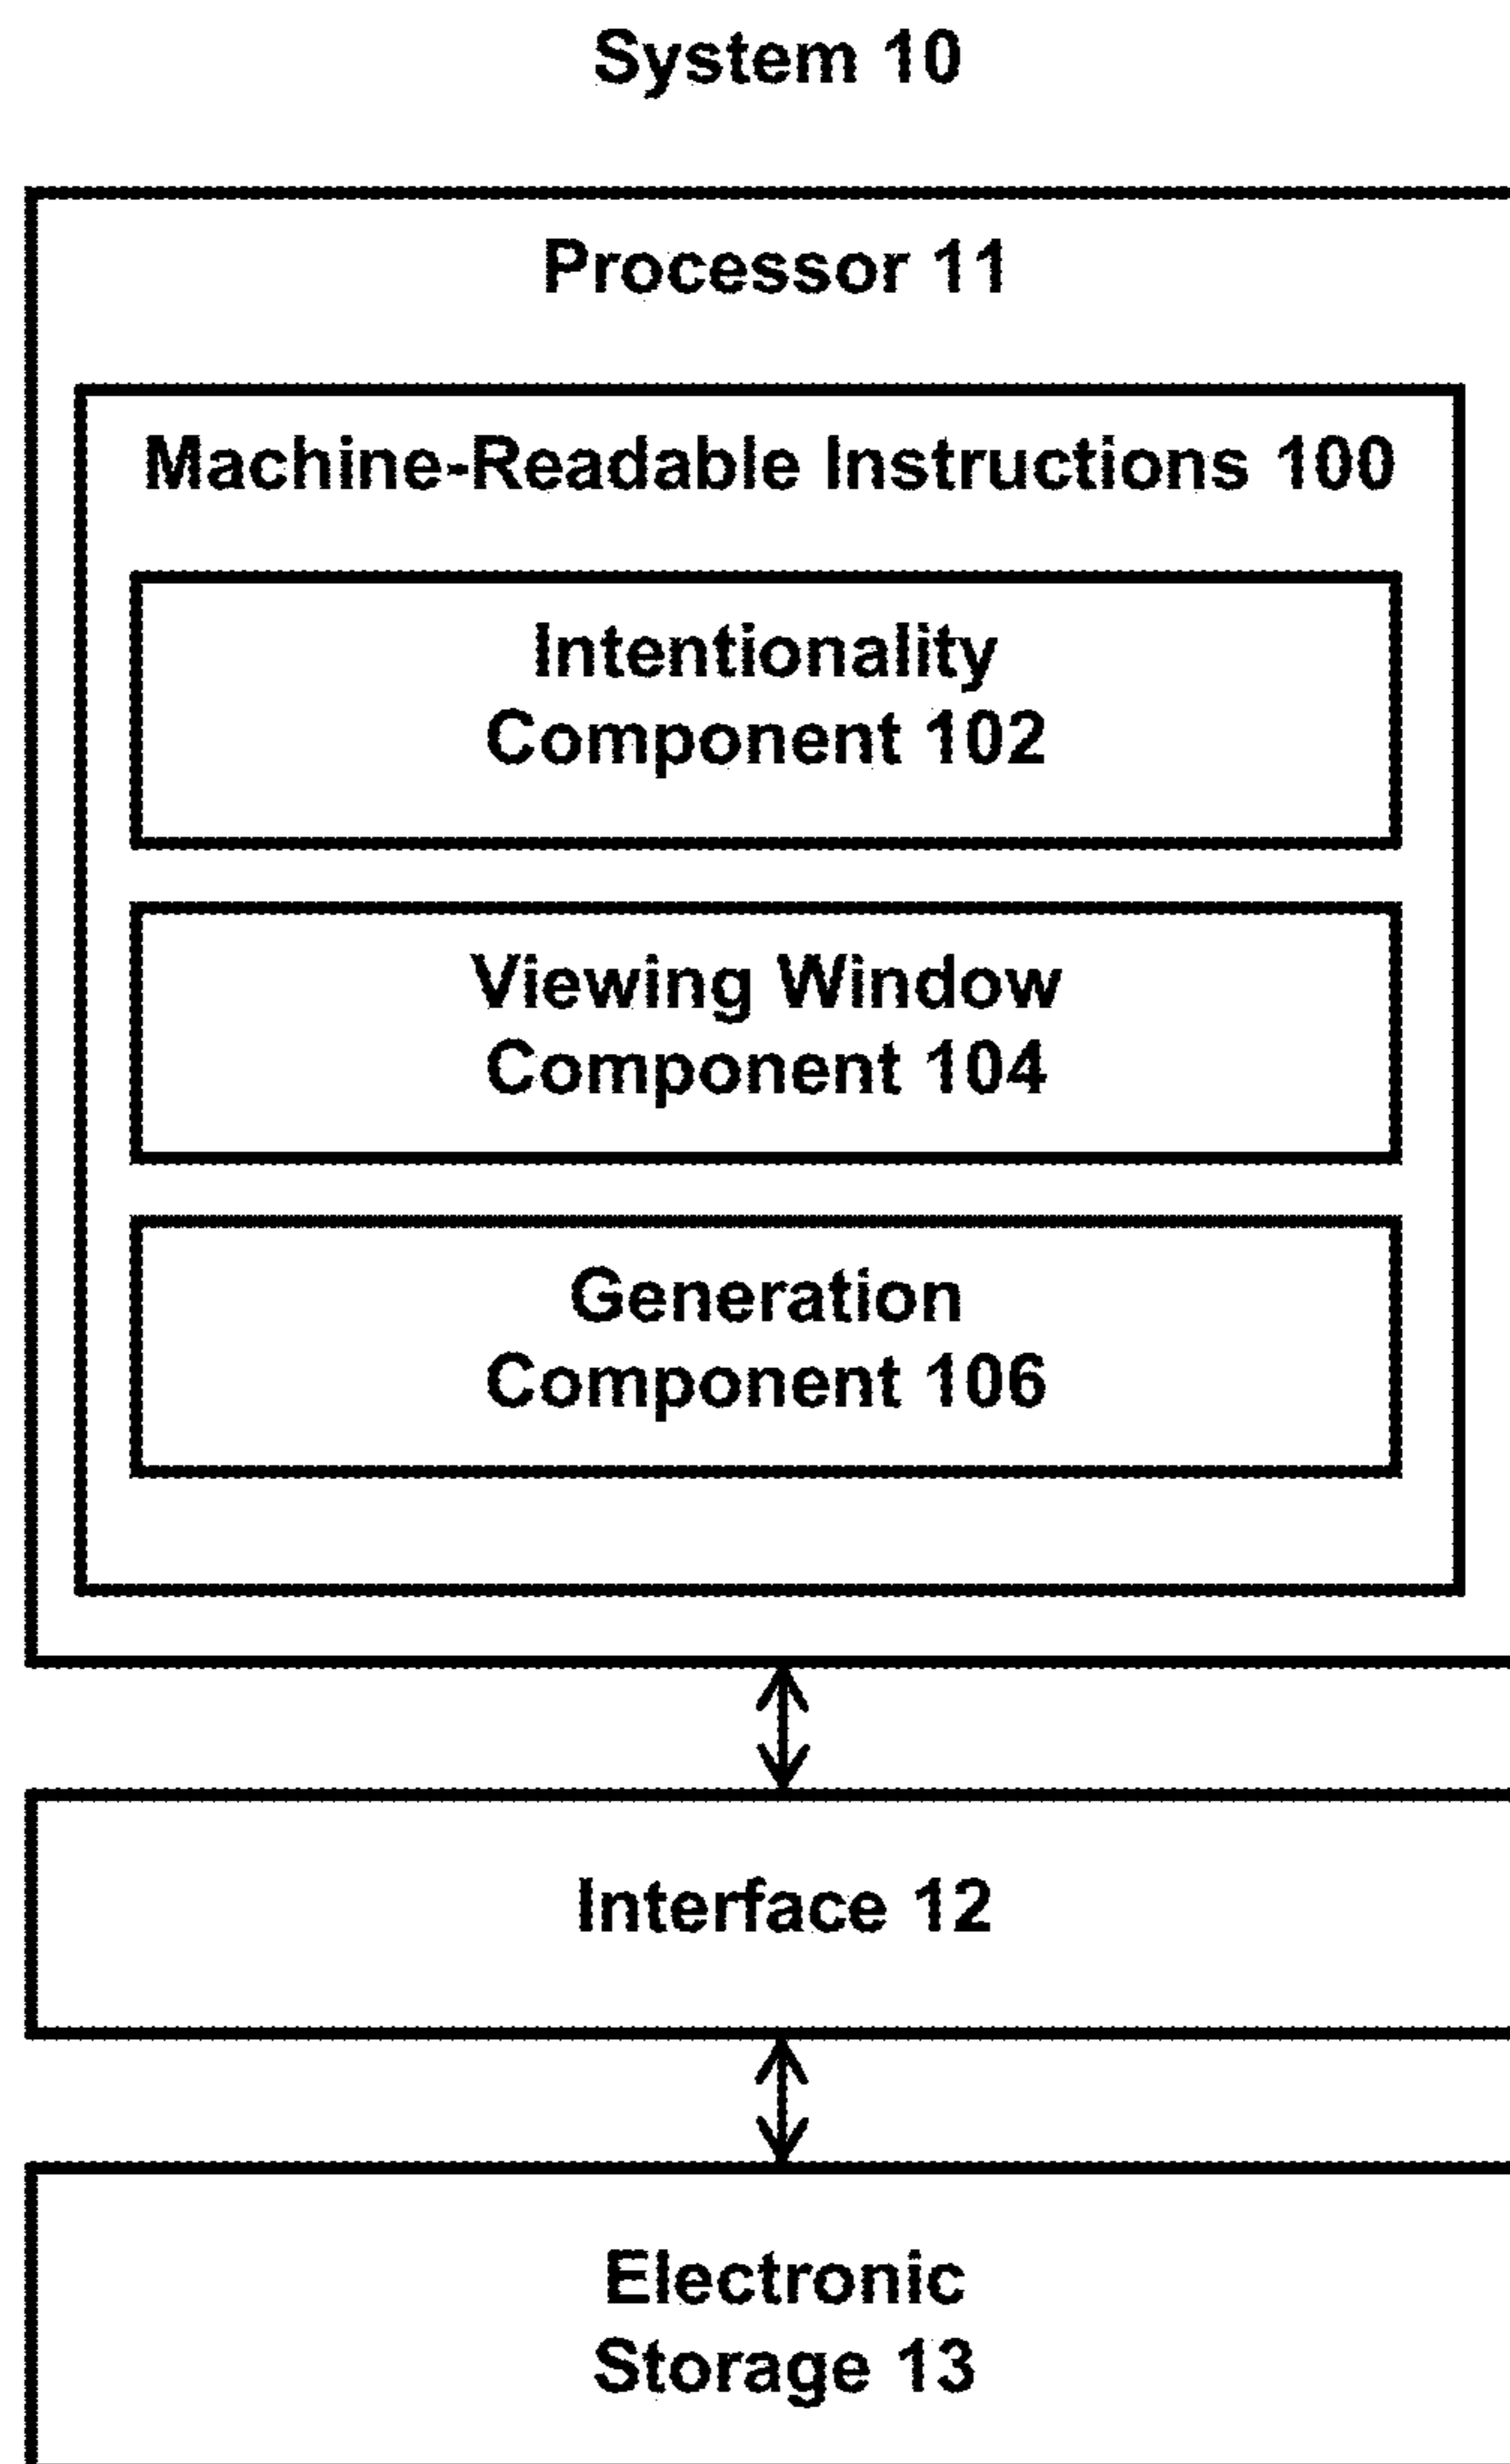 System 10
Processor 11
Machine-Readable Instructions 100
Intentionality
Component 102
Viewing Window
Component 104
Generation
Component 106
Interface 12
Electronic
Storage 13